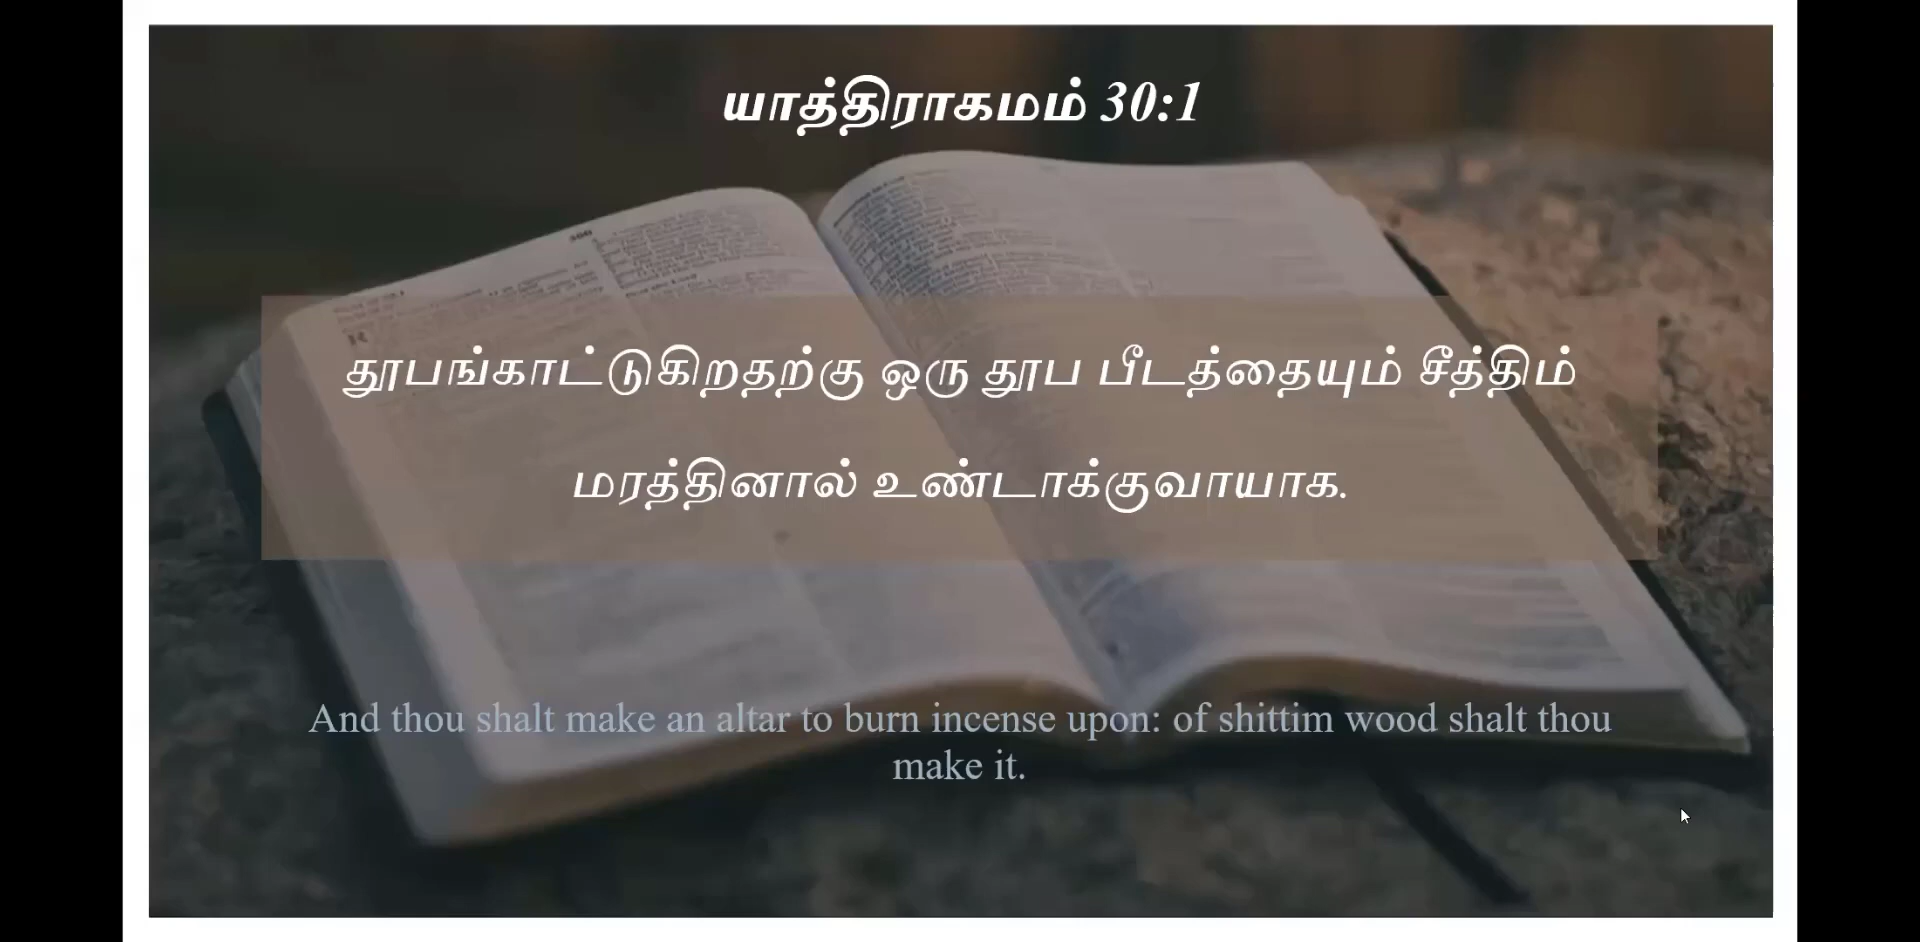 யாத்திராகமம் 30:1
தூபங்காட்டுகிறதற்கு ஒரு தூப பீடத்தையும் சீத்திம்
மரத்தினால் உண்டாக்குவாயாக.
And thou shalt make an altar to burn incense upon: of shittim wood shalt thou
make it.